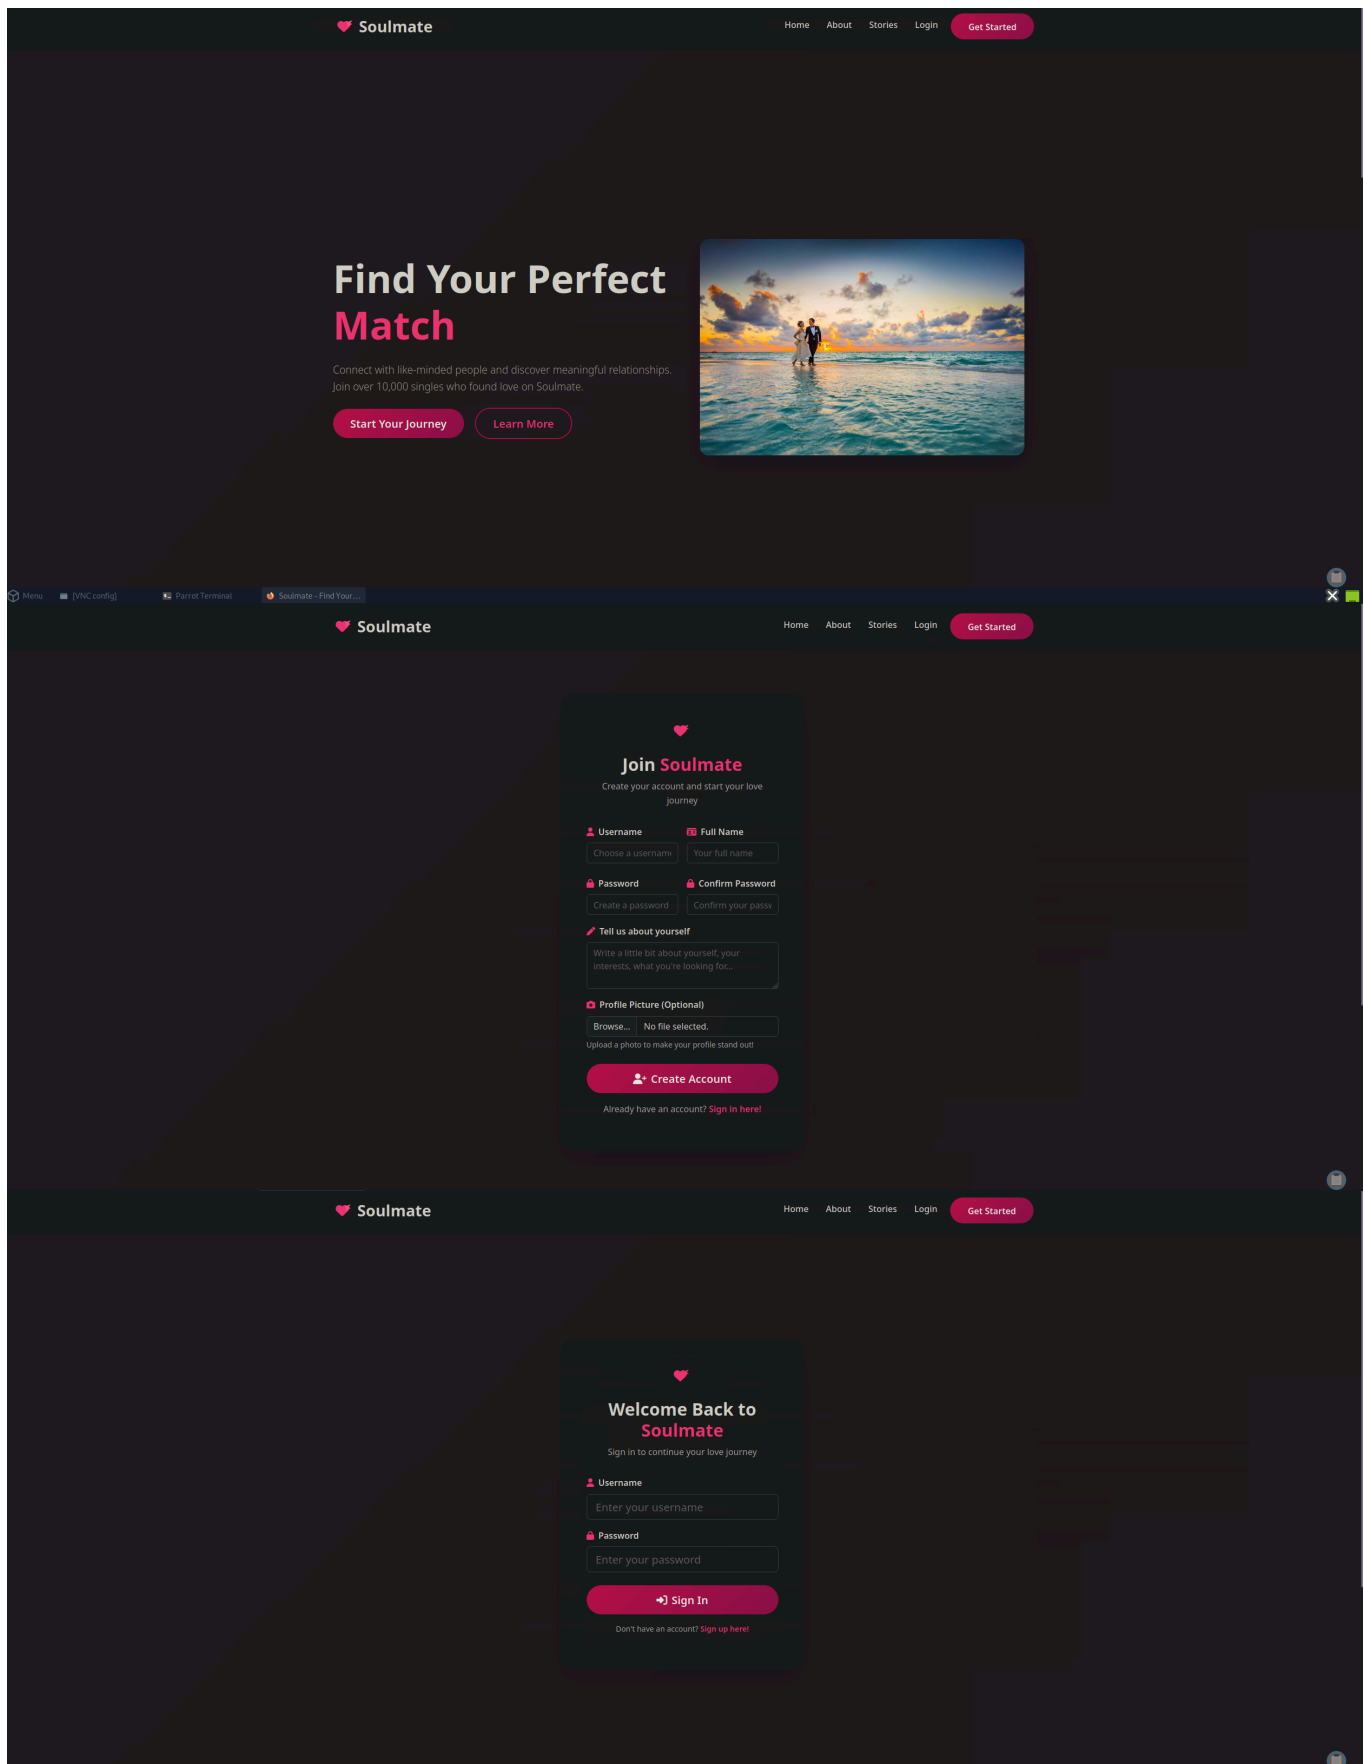 Soulmate
Home About Stories Login Get Started
Find Your Perfect
Match
Connect with like-minded people and discover meaningful relationships.
Join over 10,000 singles who found love on Soulmate.
Start Your Journey Learn More
Menu [VNC config] Parrot Terminal Soulmate - Find Your...
Soulmate
Home About Stories Login Get Started
Join Soulmate
Create your account and start your love
journey
Username Full Name
Choose a username Your full name
Password Confirm Password
Create a password Confirm your passw
Tell us about yourself
Write a little bit about yourself, your
interests, what you're looking for...
Profile Picture (Optional)
Browse... No file selected.
Upload a photo to make your profile stand out!
Create Account
Already have an account? Sign in here!
Soulmate
Home About Stories Login Get Started
Welcome Back to
Soulmate
Sign in to continue your love journey
Username
Enter your username
Password
Enter your password
Sign In
Don't have an account? Sign up here!